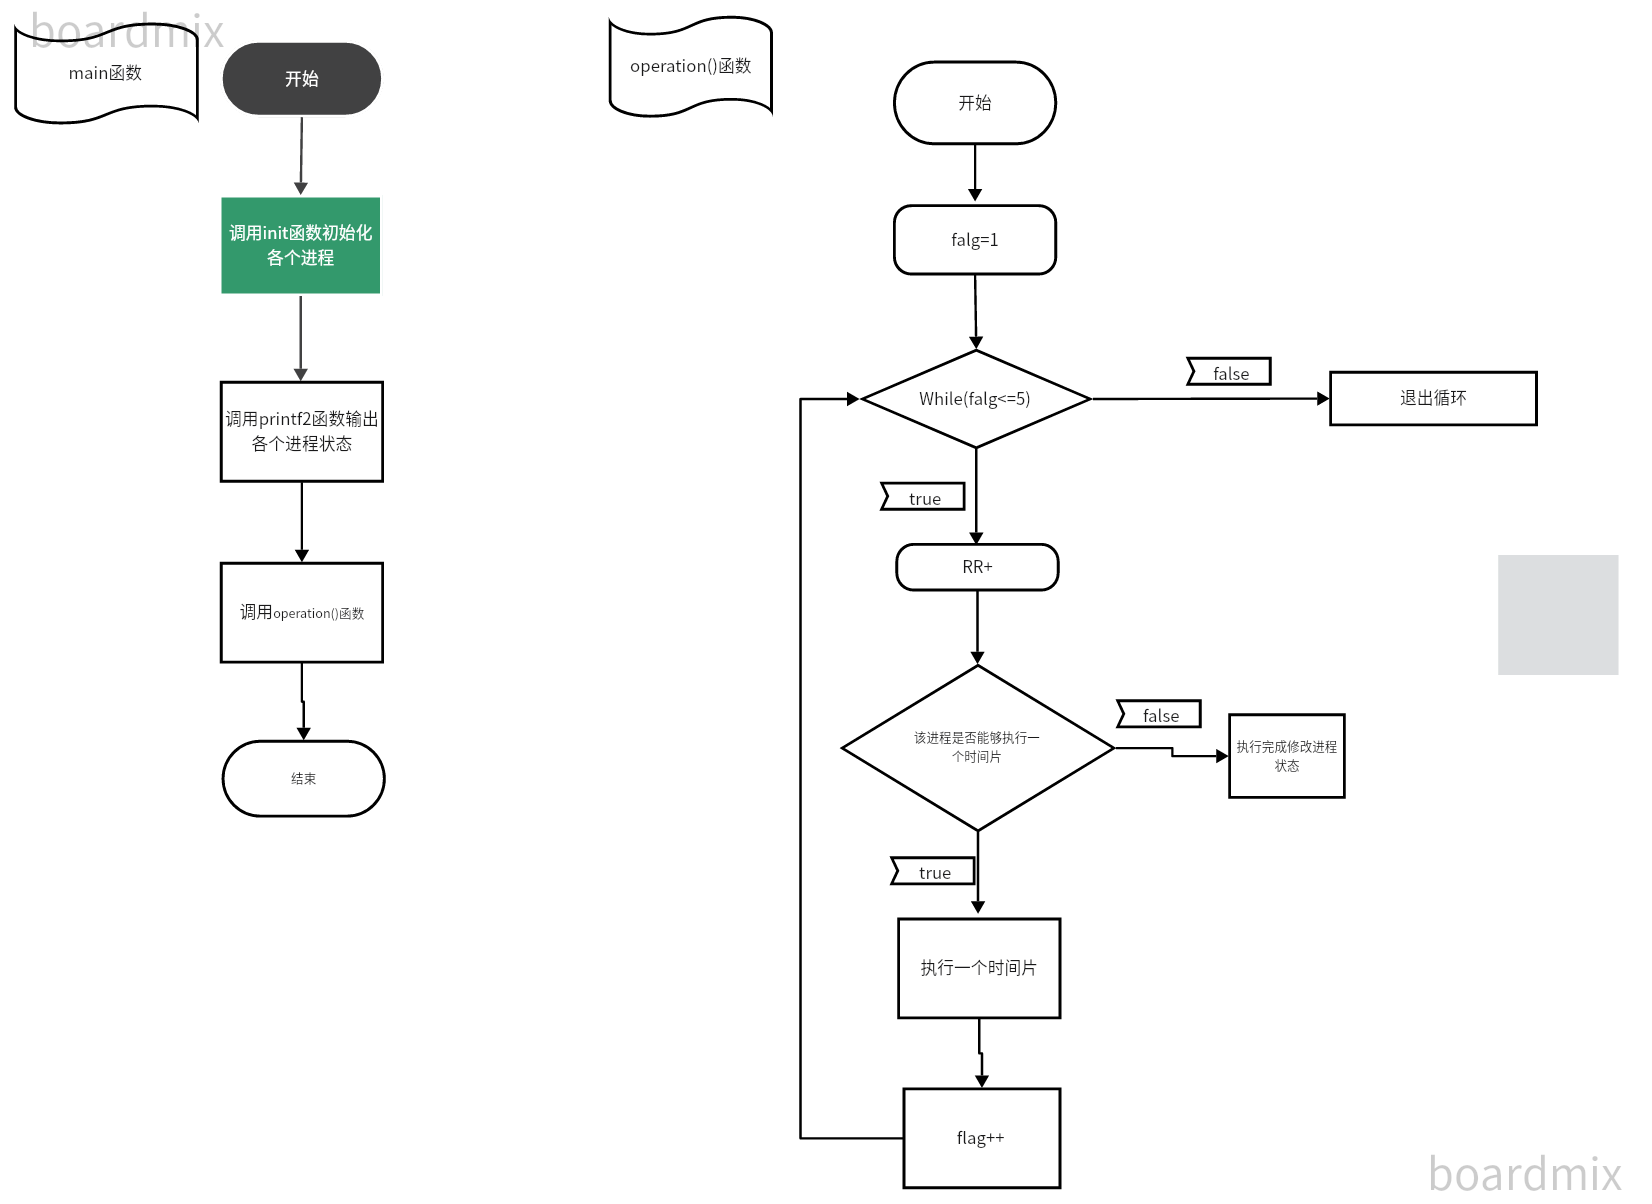 boardmix
main函数
开始
调用init函数初始化
各个进程
调用printf2函数输出
各个进程状态
调用operation()函数
结束
operation()函数
开始
falg=1
While(falg<=5)
false
退出循环
true
RR+
该进程是否能够执行一
个时间片
false
执行完成修改进程
状态
true
执行一个时间片
flag++
boardmix